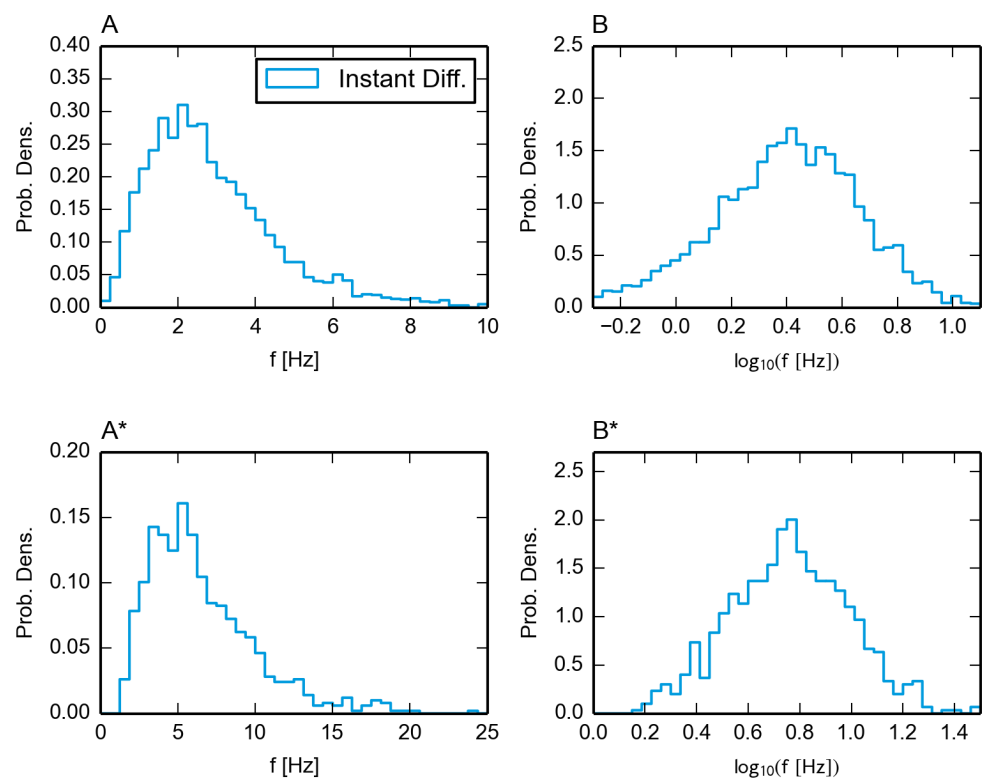 A
0.40
0.35
0.30
0.25
0.20
0.15
0.10
0.05
0.00
Prob. Dens.
Instant Diff.
0 2 4 6 8 10
f [Hz]
B
2.5
2.0
1.5
1.0
0.5
0.0
Prob. Dens.
−0.2 0.0 0.2 0.4 0.6 0.8 1.0
log₁₀(f [Hz])
A*
0.20
0.15
0.10
0.05
0.00
Prob. Dens.
0 5 10 15 20 25
f [Hz]
B*
2.5
2.0
1.5
1.0
0.5
0.0
Prob. Dens.
0.0 0.2 0.4 0.6 0.8 1.0 1.2 1.4
log₁₀(f [Hz])